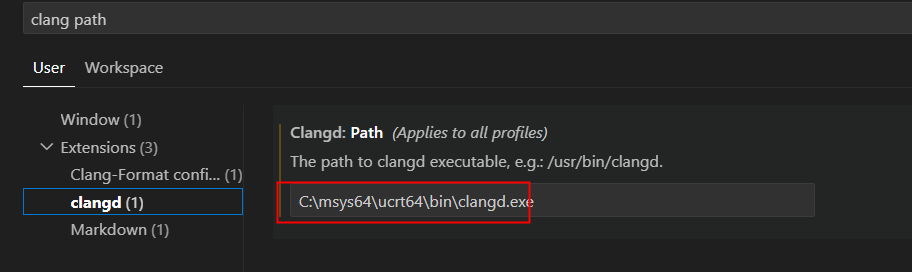 clang path
User Workspace
Window (1)
Extensions (3)
Clang-Format confi... (1)
clangd (1)
Markdown (1)
Clangd: Path (Applies to all profiles)
The path to clangd executable, e.g.: /usr/bin/clangd.
C:\msys64\ucrt64\bin\clangd.exe